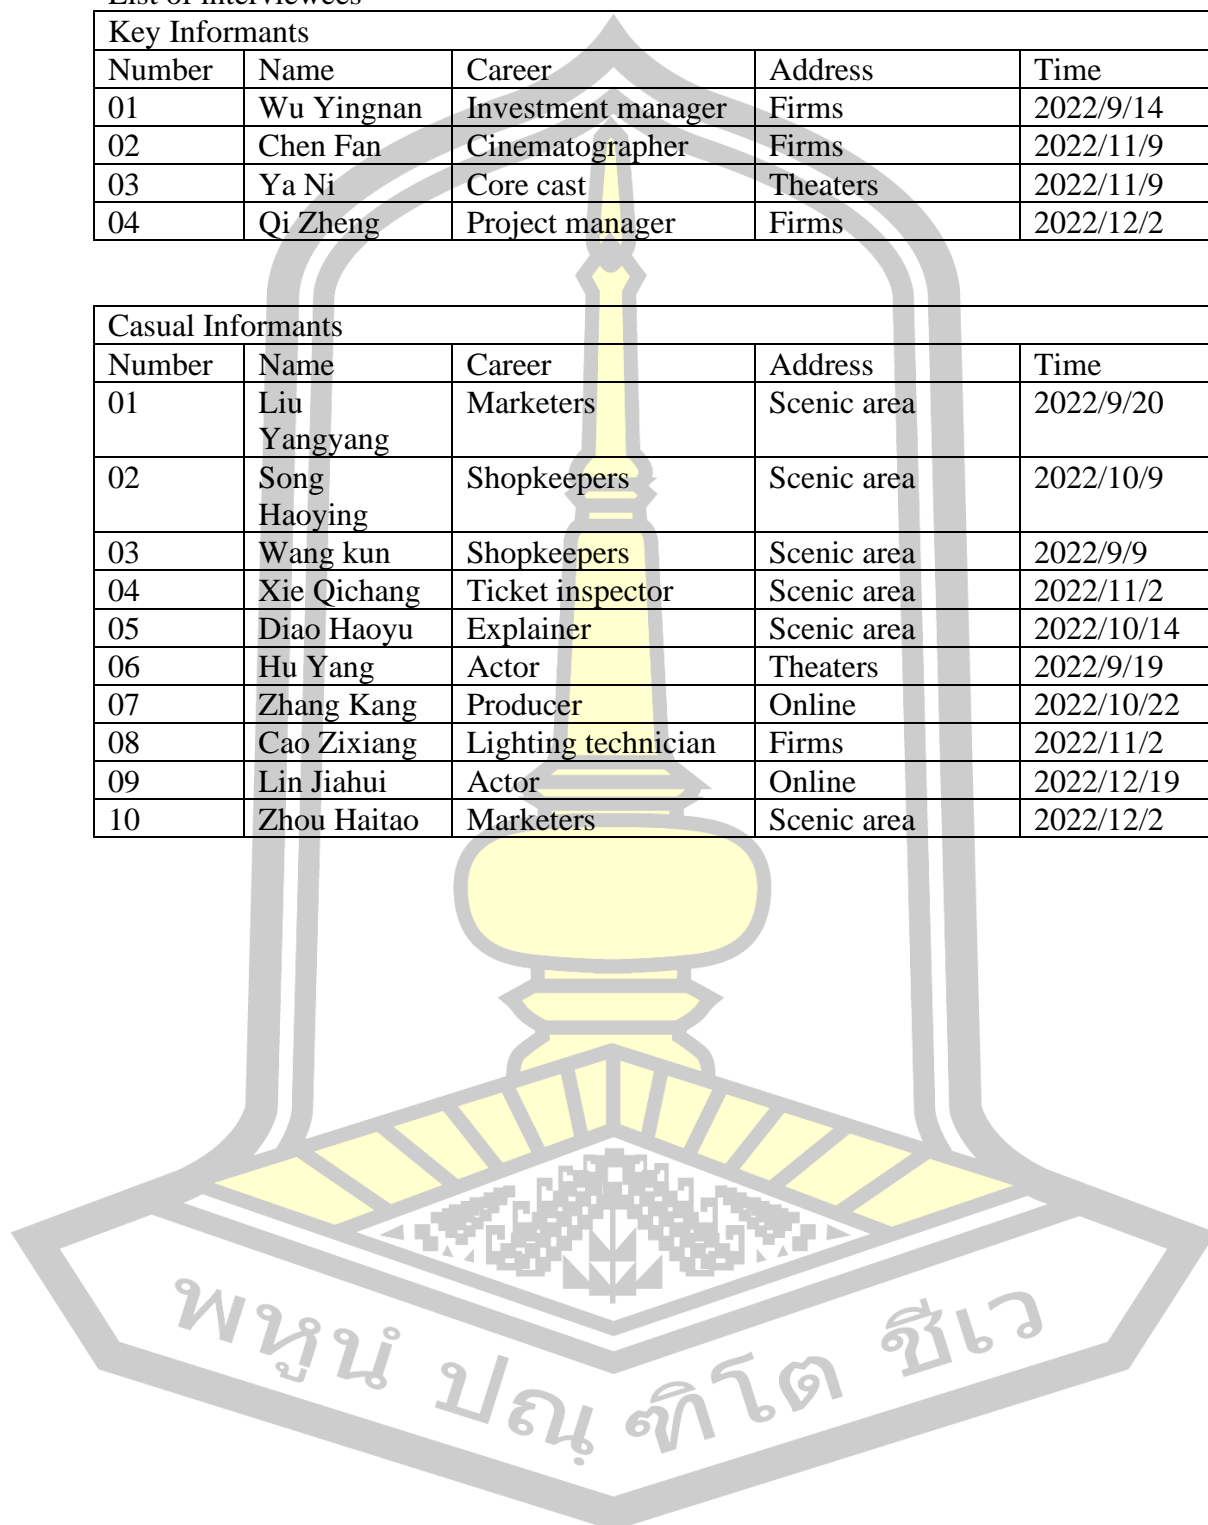 List of interviewees
Key Informants
Number Name Career Address Time
01 Wu Yingnan Investment manager Firms 2022/9/14
02 Chen Fan Cinematographer Firms 2022/11/9
03 Ya Ni Core cast Theaters 2022/11/9
04 Qi Zheng Project manager Firms 2022/12/2
Casual Informants
Number Name Career Address Time
01 Liu Marketers Scenic area 2022/9/20
Yangyang
02 Song Shopkeepers Scenic area 2022/10/9
Haoying
03 Wang kun Shopkeepers Scenic area 2022/9/9
04 Xie Qichang Ticket inspector Scenic area 2022/11/2
05 Diao Haoyu Explainer Scenic area 2022/10/14
06 Hu Yang Actor Theaters 2022/9/19
07 Zhang Kang Producer Online 2022/10/22
08 Cao Zixiang Lighting technician Firms 2022/11/2
09 Lin Jiahui Actor Online 2022/12/19
10 Zhou Haitao Marketers Scenic area 2022/12/2
พหูนํ ปณฺฑิโต ชีเว